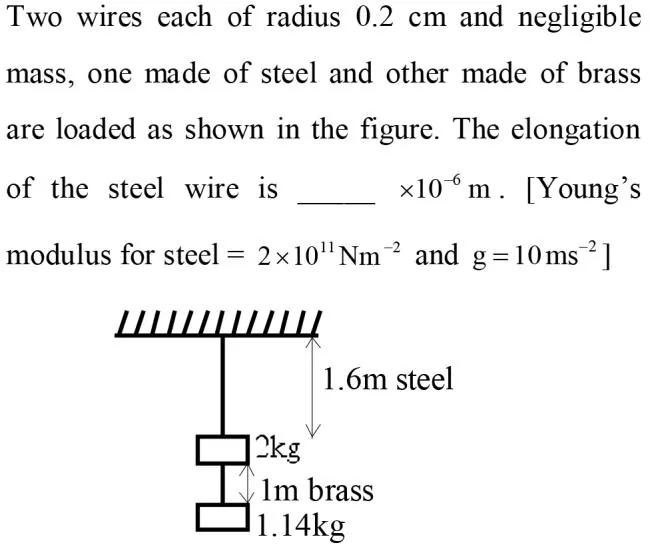 Two wires each of radius 0.2 cm and negligible
mass, one made of steel and other made of brass
are loaded as shown in the figure. The elongation
of the steel wire is _____ ×10⁻⁶ m . [Young’s
modulus for steel = 2×10¹¹ Nm⁻² and g = 10 ms⁻² ]
1.6m steel
2kg
1m brass
1.14kg